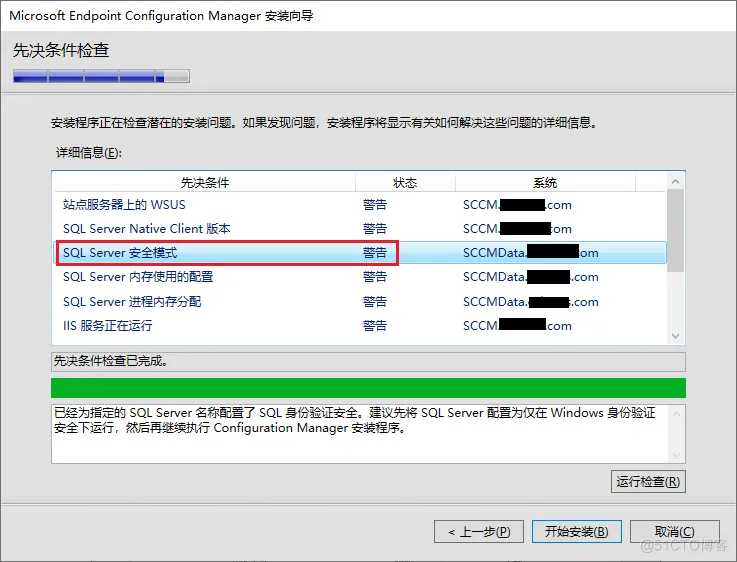 Microsoft Endpoint Configuration Manager 安装向导
先决条件检查
安装程序正在检查潜在的安装问题。如果发现问题，安装程序将显示有关如何解决这些问题的详细信息。
详细信息(E):
先决条件 状态 系统
站点服务器上的 WSUS 警告 SCCM. .com
SQL Server Native Client 版本 警告 SCCM. .com
SQL Server 安全模式 警告 SCCMData. om
SQL Server 内存使用的配置 警告 SCCMData. .com
SQL Server 进程内存分配 警告 SCCMData. .com
IIS 服务正在运行 警告 SCCM. .com
先决条件检查已完成。
已经为指定的 SQL Server 名称配置了 SQL 身份验证安全。建议先将 SQL Server 配置为仅在 Windows 身份验证
安全下运行，然后再继续执行 Configuration Manager 安装程序。
运行检查(R)
< 上一步(P) 开始安装(B) 取消(C)
@51CTO博客